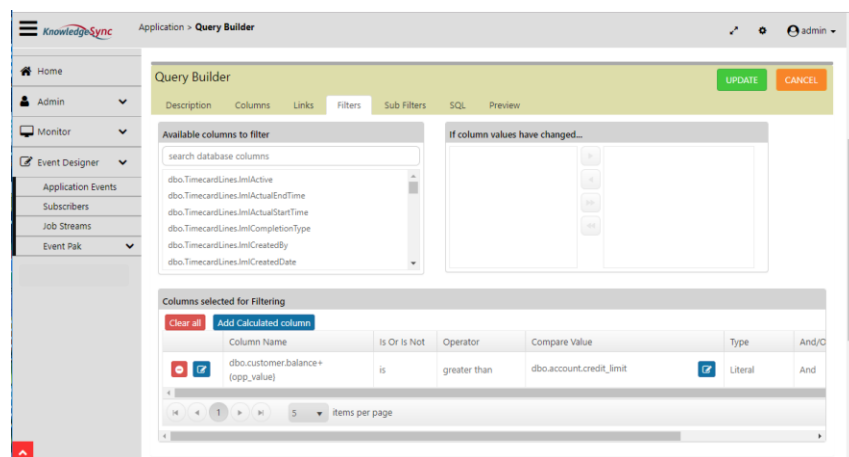 KnowledgeSync
Application > Query Builder
admin
Home
Admin
Monitor
Event Designer
Application Events
Subscribers
Job Streams
Event Pak
Query Builder
UPDATE
CANCEL
Description
Columns
Links
Filters
Sub Filters
SQL
Preview
Available columns to filter
search database columns
dbo.TimecardLines.lmlActive
dbo.TimecardLines.lmlActualEndTime
dbo.TimecardLines.lmlActualStartTime
dbo.TimecardLines.lmlCompletionType
dbo.TimecardLines.lmlCreatedBy
dbo.TimecardLines.lmlCreatedDate
If column values have changed...
Columns selected for Filtering
Clear all
Add Calculated column
Column Name
Is Or Is Not
Operator
Compare Value
Type
And/O
dbo.customer.balance+
(opp_value)
is
greater than
dbo.account.credit_limit
Literal
And
1
5
items per page